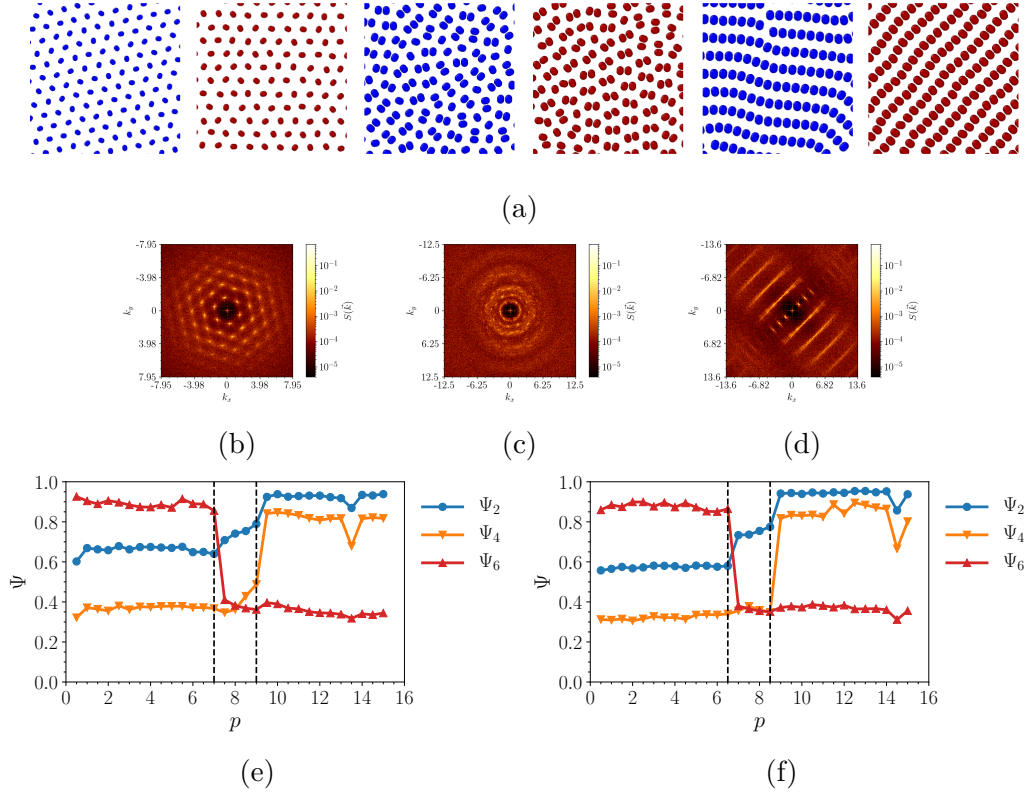 (a)
-7.95
-3.98
0
3.98
7.95
-7.95 -3.98 0 3.98 7.95
k_x
k_y
10^{-1}
10^{-2}
10^{-3}
10^{-4}
10^{-5}
S(\vec{k})
-12.5
-6.25
0
6.25
12.5
-12.5 -6.25 0 6.25 12.5
k_x
k_y
10^{-1}
10^{-2}
10^{-3}
10^{-4}
10^{-5}
S(\vec{k})
-13.6
-6.82
0
6.82
13.6
-13.6 -6.82 0 6.82 13.6
k_x
k_y
10^{-1}
10^{-2}
10^{-3}
10^{-4}
10^{-5}
S(\vec{k})
(b) (c) (d)
1.0
0.8
0.6
0.4
0.2
0.0
Ψ
0 2 4 6 8 10 12 14 16
p
Ψ₂
Ψ₄
Ψ₆
1.0
0.8
0.6
0.4
0.2
0.0
Ψ
0 2 4 6 8 10 12 14 16
p
Ψ₂
Ψ₄
Ψ₆
(e) (f)